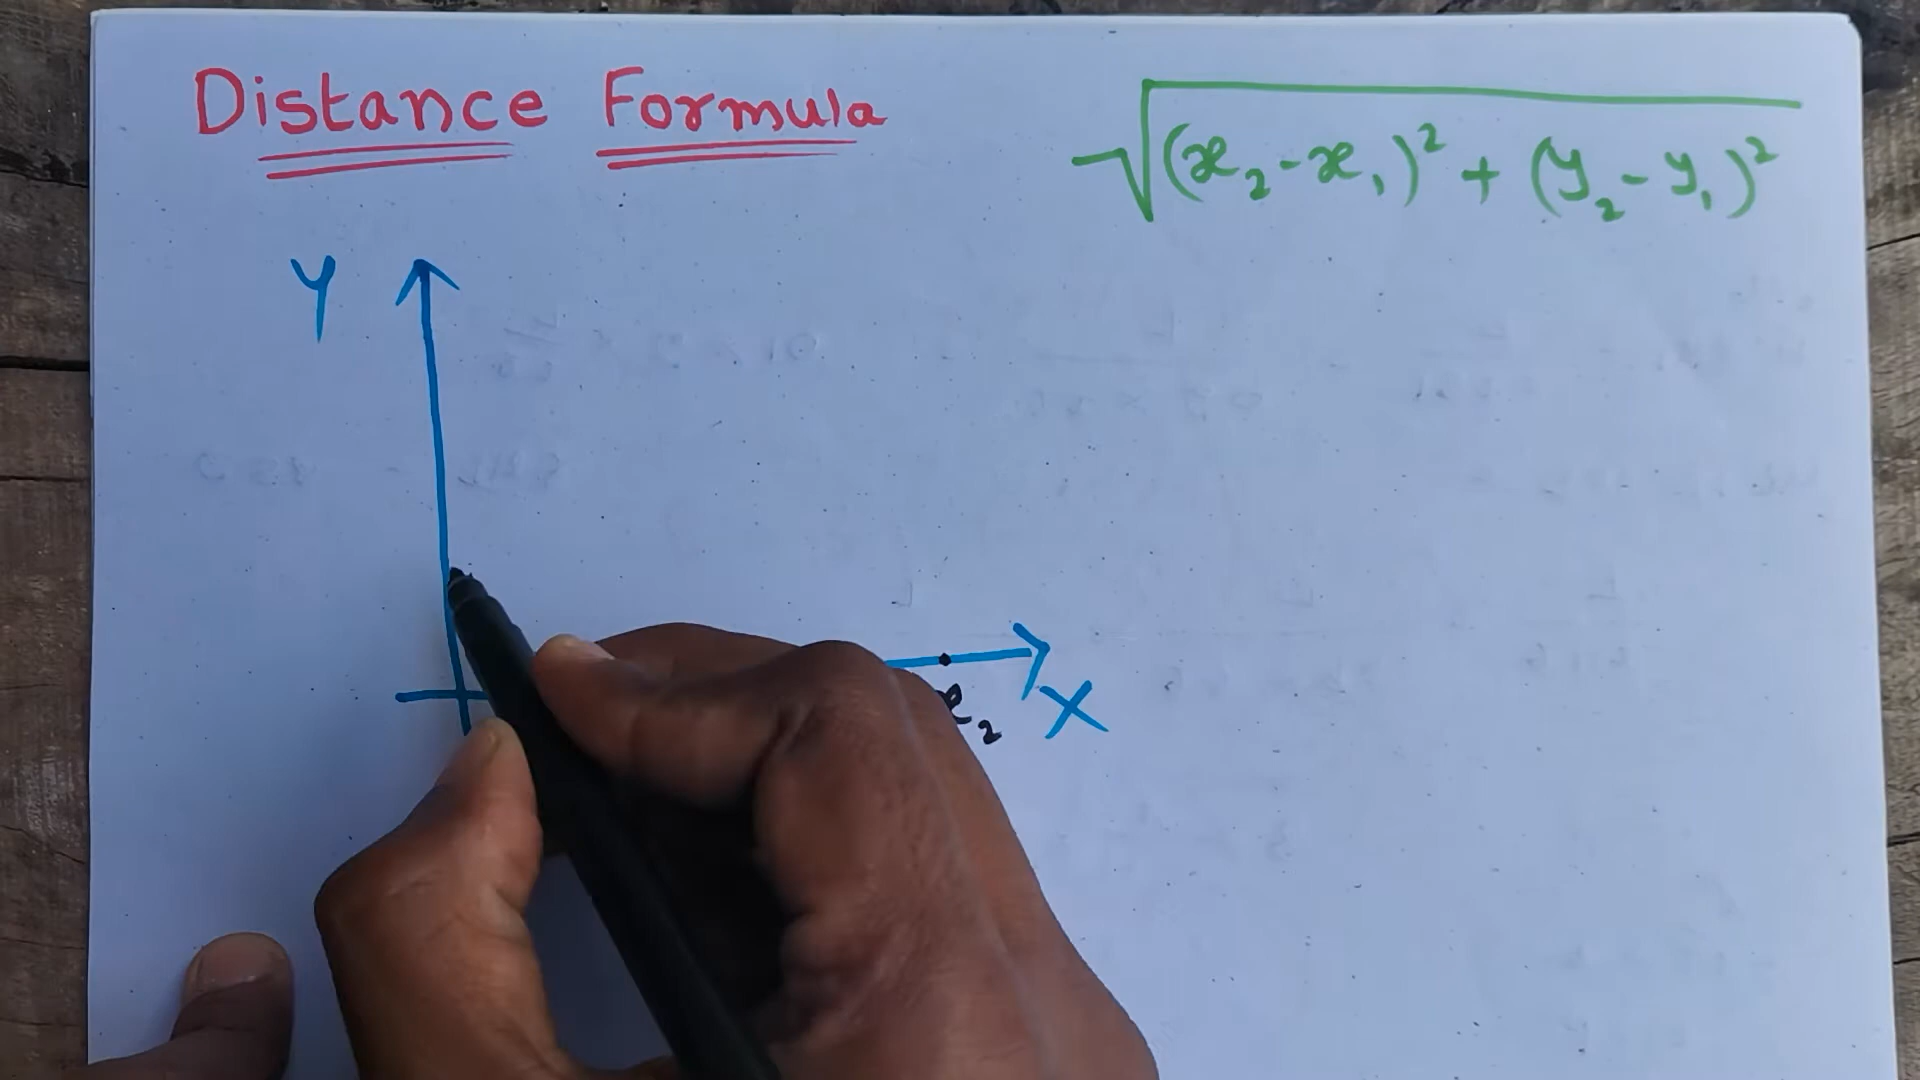 Distance Formula
√(x₂-x₁)² + (y₂-y₁)²
Y
x₂
X